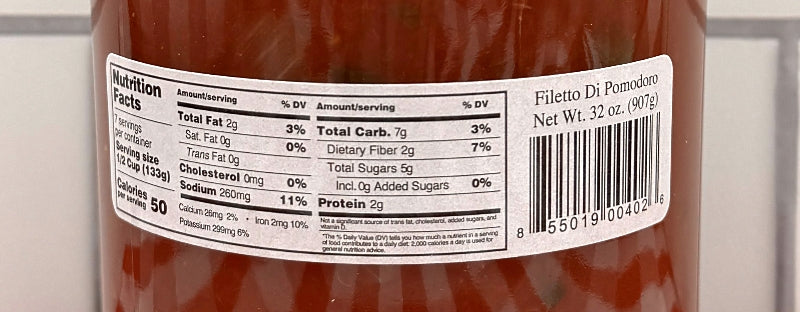 Nutrition
Facts
7 servings
per container
Serving size
1/2 Cup (133g)
Calories 50
per serving
Amount/serving % DV
Total Fat 2g 3%
Sat. Fat 0g 0%
Trans Fat 0g
Cholesterol 0mg 0%
Sodium 260mg 11%
Calcium 26mg 2% • Iron 2mg 10%
Potassium 299mg 6%
Amount/serving % DV
Total Carb. 7g 3%
Dietary Fiber 2g 7%
Total Sugars 5g
Incl. 0g Added Sugars 0%
Protein 2g
Not a significant source of trans fat, cholesterol, added sugars, and
vitamin D.
*The % Daily Value (DV) tells you how much a nutrient in a serving
of food contributes to a daily diet. 2,000 calories a day is used for
general nutrition advice.
Filetto Di Pomodoro
Net Wt. 32 oz. (907g)
8 55019 00402 6